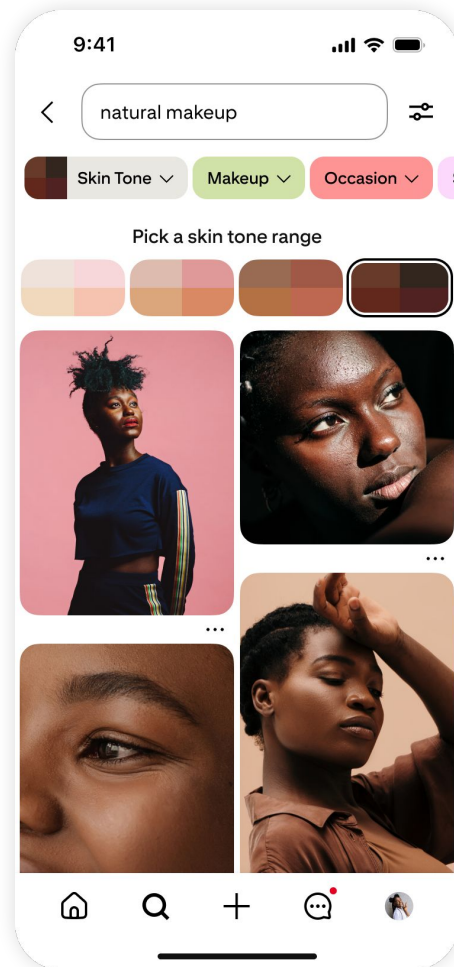 9:41
natural makeup
Skin Tone
Makeup
Occasion
Pick a skin tone range